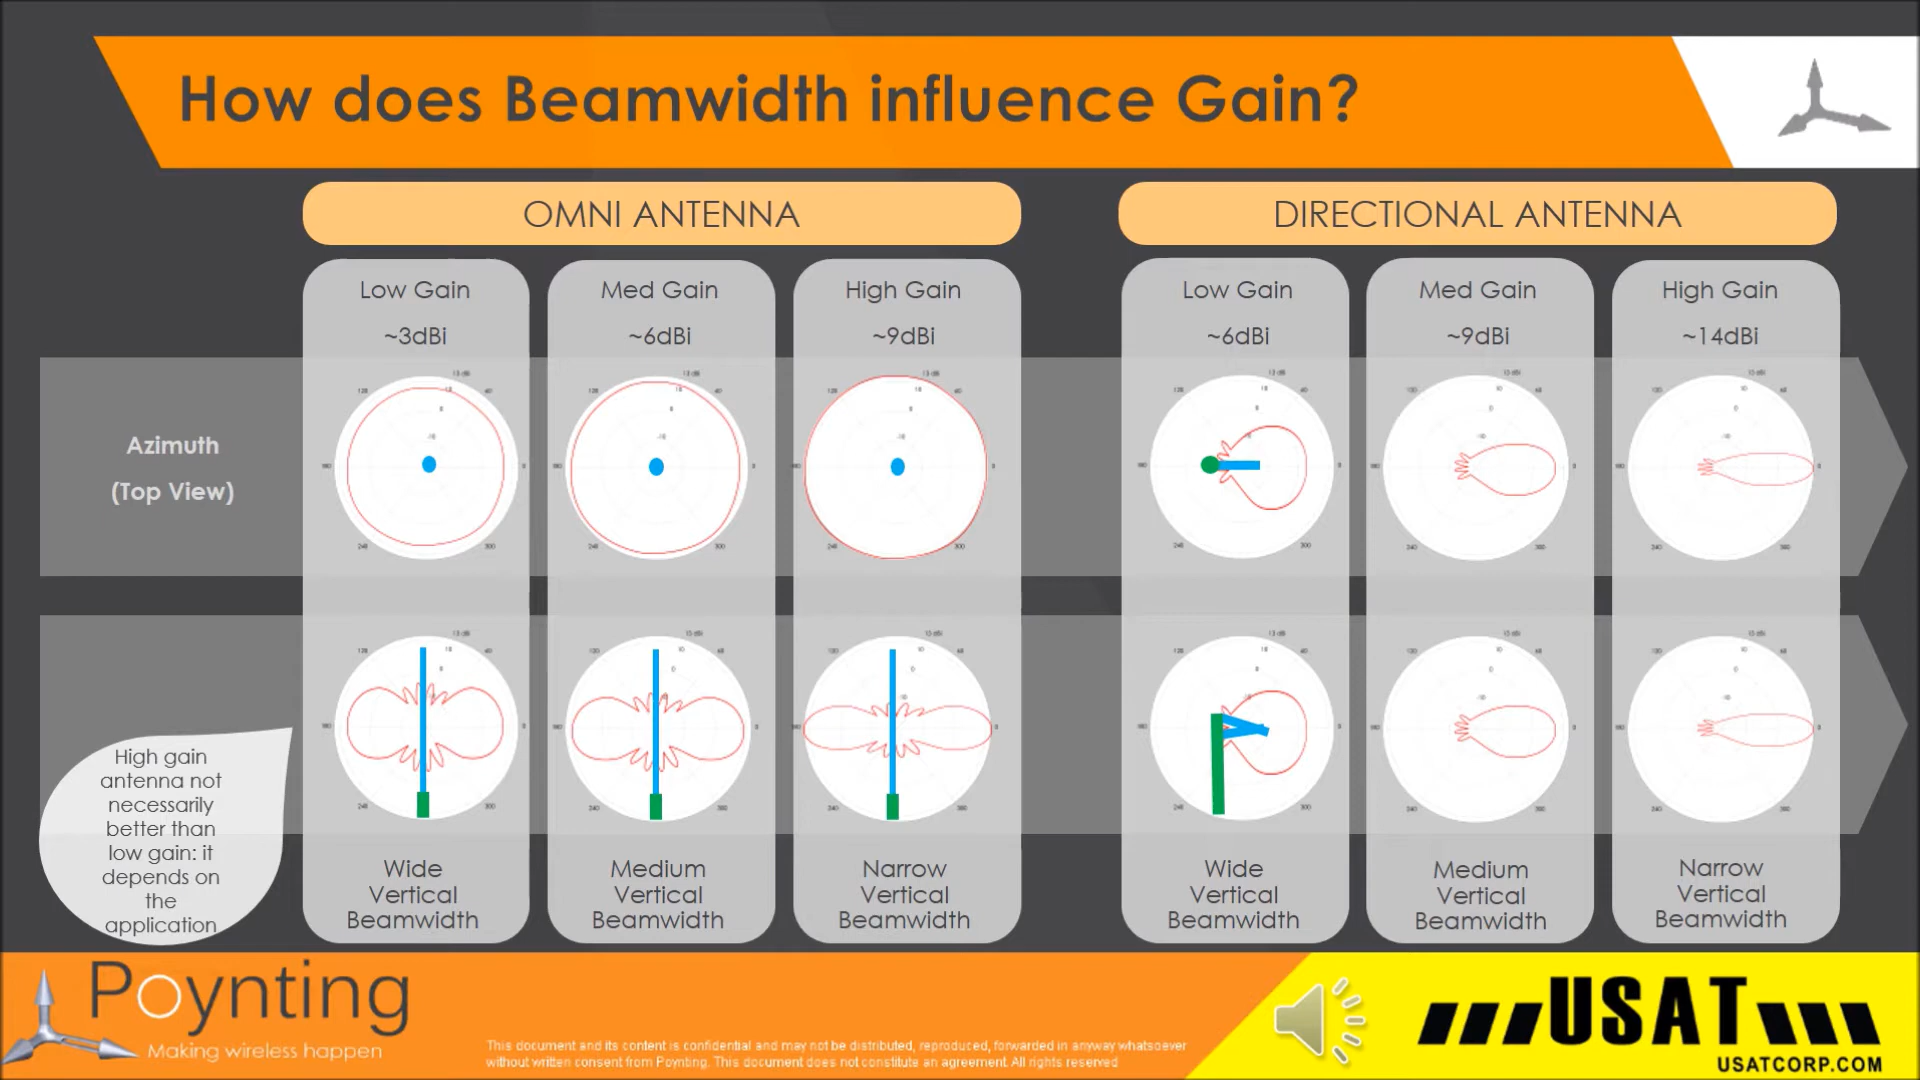 How does Beamwidth influence Gain?
OMNI ANTENNA
DIRECTIONAL ANTENNA
Low Gain
~3dBi
Med Gain
~6dBi
High Gain
~9dBi
Low Gain
~6dBi
Med Gain
~9dBi
High Gain
~14dBi
Azimuth
(Top View)
High gain
antenna not
necessarily
better than
low gain: it
depends on
the
application
Wide
Vertical
Beamwidth
Medium
Vertical
Beamwidth
Narrow
Vertical
Beamwidth
Wide
Vertical
Beamwidth
Medium
Vertical
Beamwidth
Narrow
Vertical
Beamwidth
Poynting
Making wireless happen
This document and its content is confidential and may not be distributed, reproduced, forwarded in anyway whatsoever
without written consent from Poynting. This document does not constitute an agreement. All rights reserved
USAT
USATCORP.COM